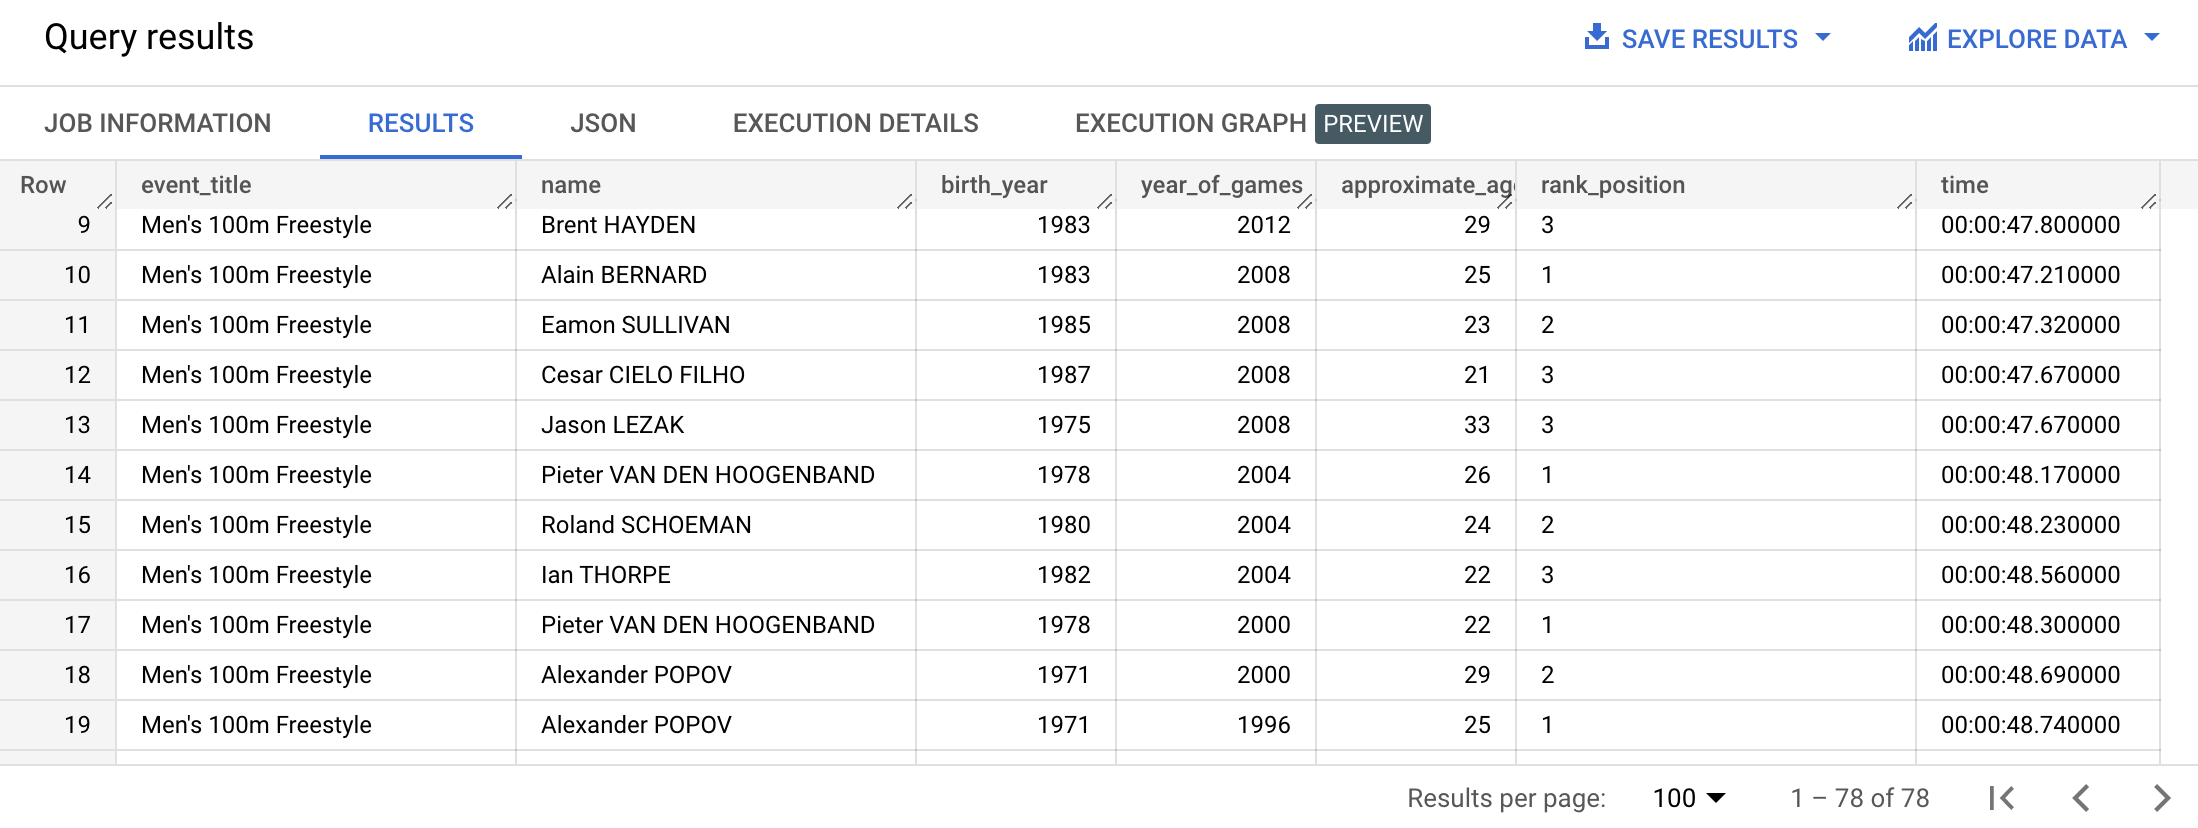 Query results SAVE RESULTS EXPLORE DATA
JOB INFORMATION RESULTS JSON EXECUTION DETAILS EXECUTION GRAPH PREVIEW
Row event_title name birth_year year_of_games approximate_age rank_position time
9 Men's 100m Freestyle Brent HAYDEN 1983 2012 29 3 00:00:47.800000
10 Men's 100m Freestyle Alain BERNARD 1983 2008 25 1 00:00:47.210000
11 Men's 100m Freestyle Eamon SULLIVAN 1985 2008 23 2 00:00:47.320000
12 Men's 100m Freestyle Cesar CIELO FILHO 1987 2008 21 3 00:00:47.670000
13 Men's 100m Freestyle Jason LEZAK 1975 2008 33 3 00:00:47.670000
14 Men's 100m Freestyle Pieter VAN DEN HOOGENBAND 1978 2004 26 1 00:00:48.170000
15 Men's 100m Freestyle Roland SCHOEMAN 1980 2004 24 2 00:00:48.230000
16 Men's 100m Freestyle Ian THORPE 1982 2004 22 3 00:00:48.560000
17 Men's 100m Freestyle Pieter VAN DEN HOOGENBAND 1978 2000 22 1 00:00:48.300000
18 Men's 100m Freestyle Alexander POPOV 1971 2000 29 2 00:00:48.690000
19 Men's 100m Freestyle Alexander POPOV 1971 1996 25 1 00:00:48.740000
Results per page: 100 1 – 78 of 78